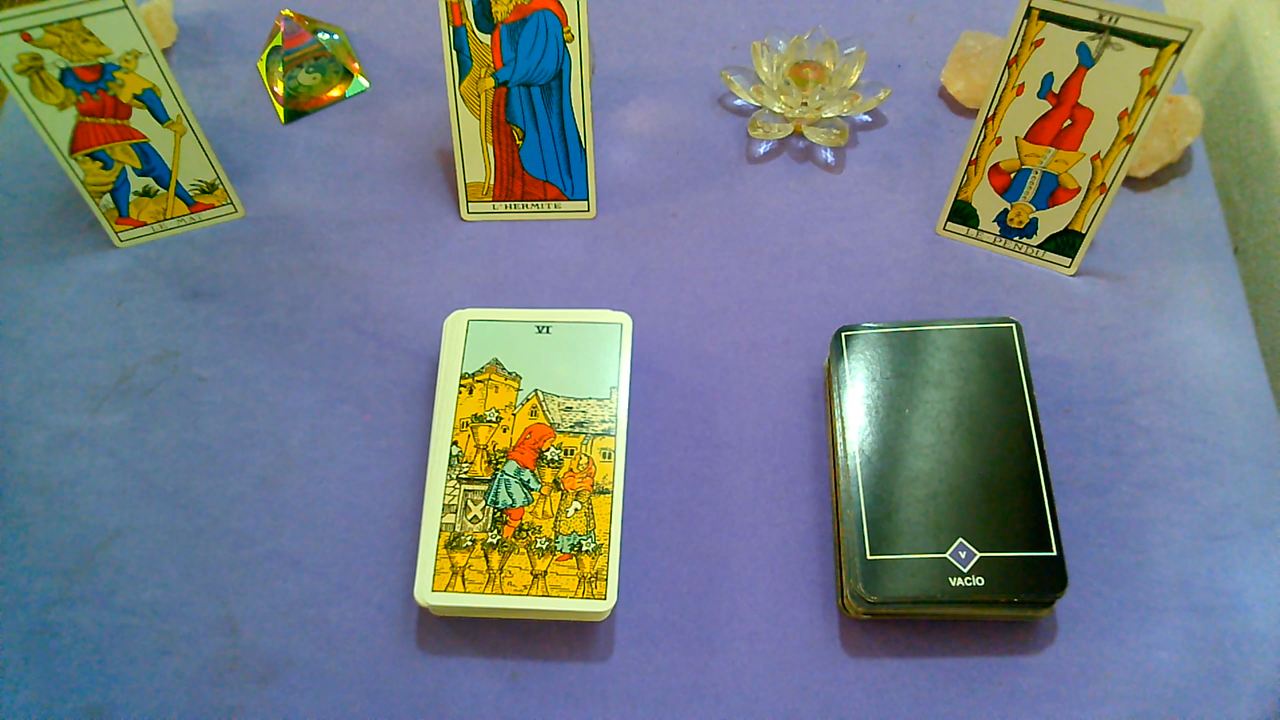 LE MAT
L'HERMITE
XII
LE PENDU
VI
V
VACÍO